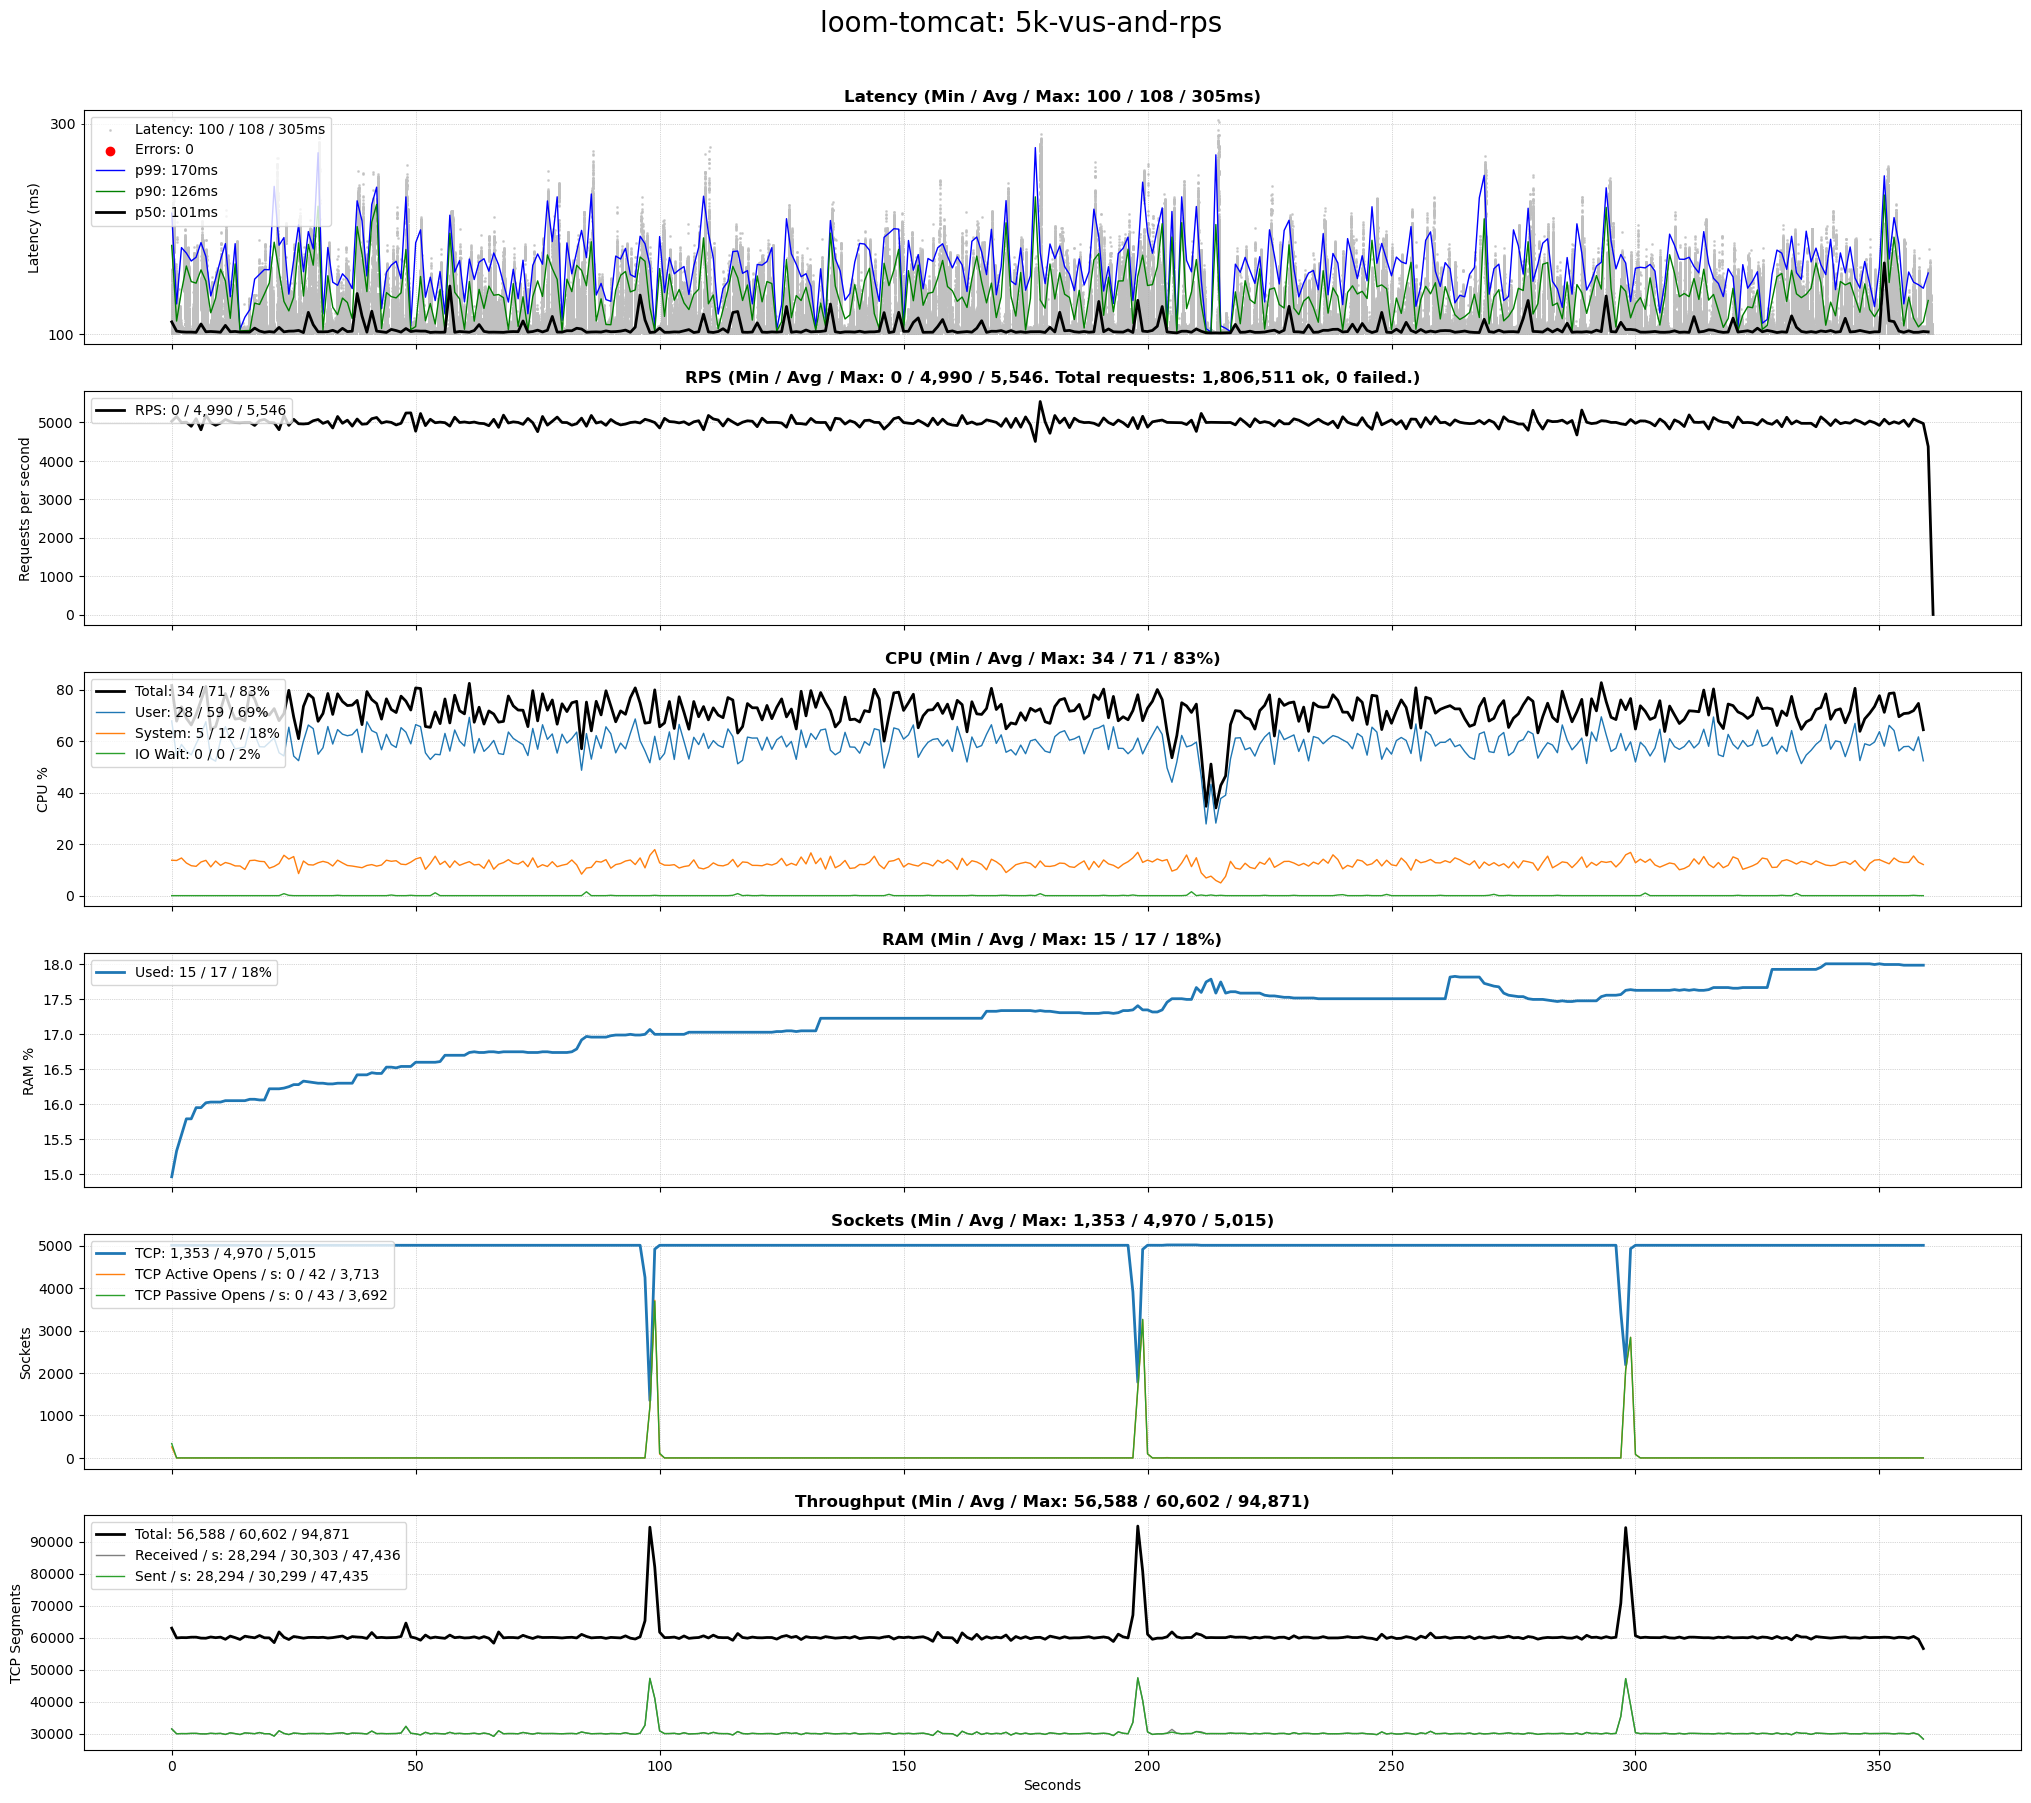 loom-tomcat: 5k-vus-and-rps
Latency (Min / Avg / Max: 100 / 108 / 305ms)
Latency (ms)
300
100
Latency: 100 / 108 / 305ms
Errors: 0
p99: 170ms
p90: 126ms
p50: 101ms
RPS (Min / Avg / Max: 0 / 4,990 / 5,546. Total requests: 1,806,511 ok, 0 failed.)
Requests per second
5000
4000
3000
2000
1000
0
RPS: 0 / 4,990 / 5,546
CPU (Min / Avg / Max: 34 / 71 / 83%)
CPU %
80
60
40
20
0
Total: 34 / 71 / 83%
User: 28 / 59 / 69%
System: 5 / 12 / 18%
IO Wait: 0 / 0 / 2%
RAM (Min / Avg / Max: 15 / 17 / 18%)
RAM %
18.0
17.5
17.0
16.5
16.0
15.5
15.0
Used: 15 / 17 / 18%
Sockets (Min / Avg / Max: 1,353 / 4,970 / 5,015)
Sockets
5000
4000
3000
2000
1000
0
TCP: 1,353 / 4,970 / 5,015
TCP Active Opens / s: 0 / 42 / 3,713
TCP Passive Opens / s: 0 / 43 / 3,692
Throughput (Min / Avg / Max: 56,588 / 60,602 / 94,871)
TCP Segments
90000
80000
70000
60000
50000
40000
30000
Total: 56,588 / 60,602 / 94,871
Received / s: 28,294 / 30,303 / 47,436
Sent / s: 28,294 / 30,299 / 47,435
0 50 100 150 200 250 300 350
Seconds